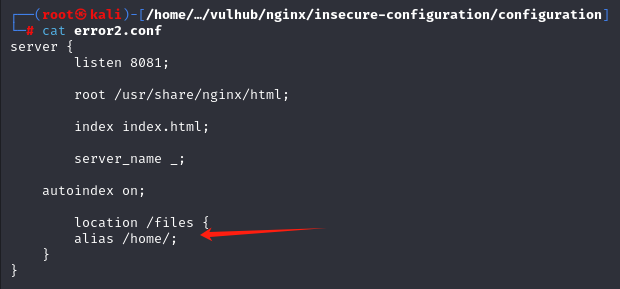 ┌──(root㉿kali)-[/home/…/vulhub/nginx/insecure-configuration/configuration]
└─# cat error2.conf
server {
        listen 8081;

        root /usr/share/nginx/html;

        index index.html;

        server_name _;

    autoindex on;

        location /files {
        alias /home/;
    }
}